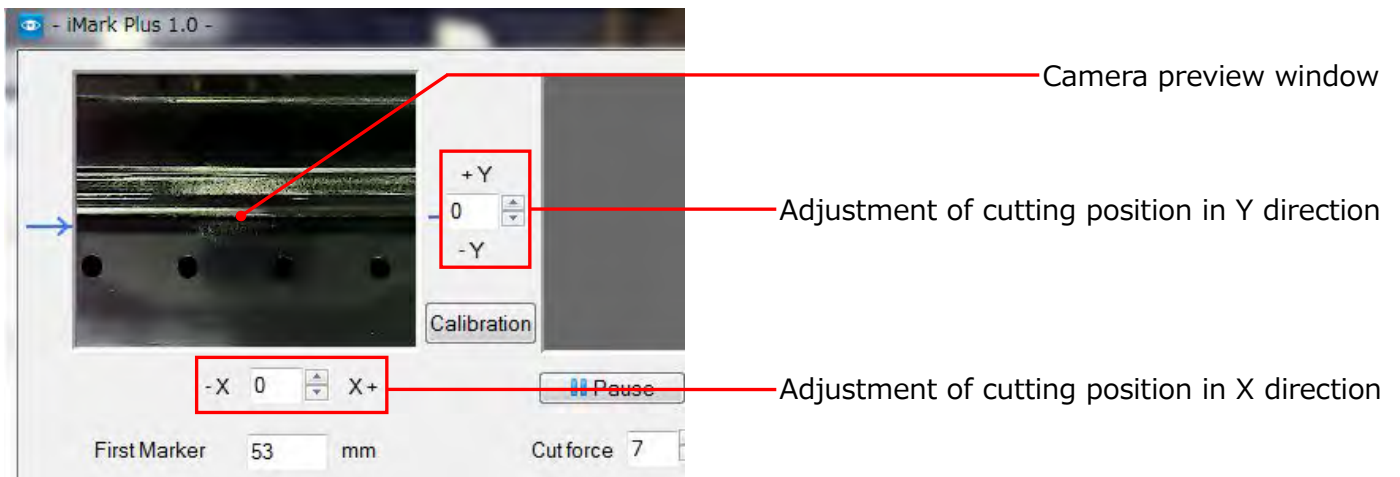 - iMark Plus 1.0 -
Camera preview window
+ Y
0
Adjustment of cutting position in Y direction
- Y
Calibration
- X 0 X +
Pause
Adjustment of cutting position in X direction
First Marker 53 mm
Cut force 7